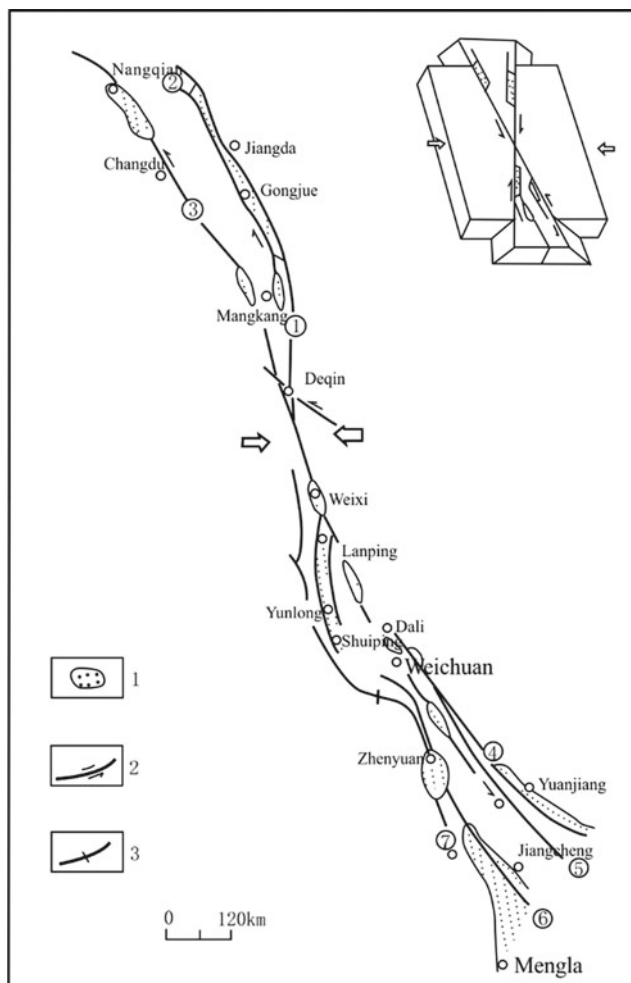 Nangqian
②
Jiangda
Changdu
Gongjue
③
Mangkang
①
Deqin
Weixi
Lanping
Yunlong
Dali
Shuiping
Weichuan
④
Zhenyuan
Yuanjiang
⑦
Jiangcheng
⑤
⑥
Mengla
1
2
3
0 120km